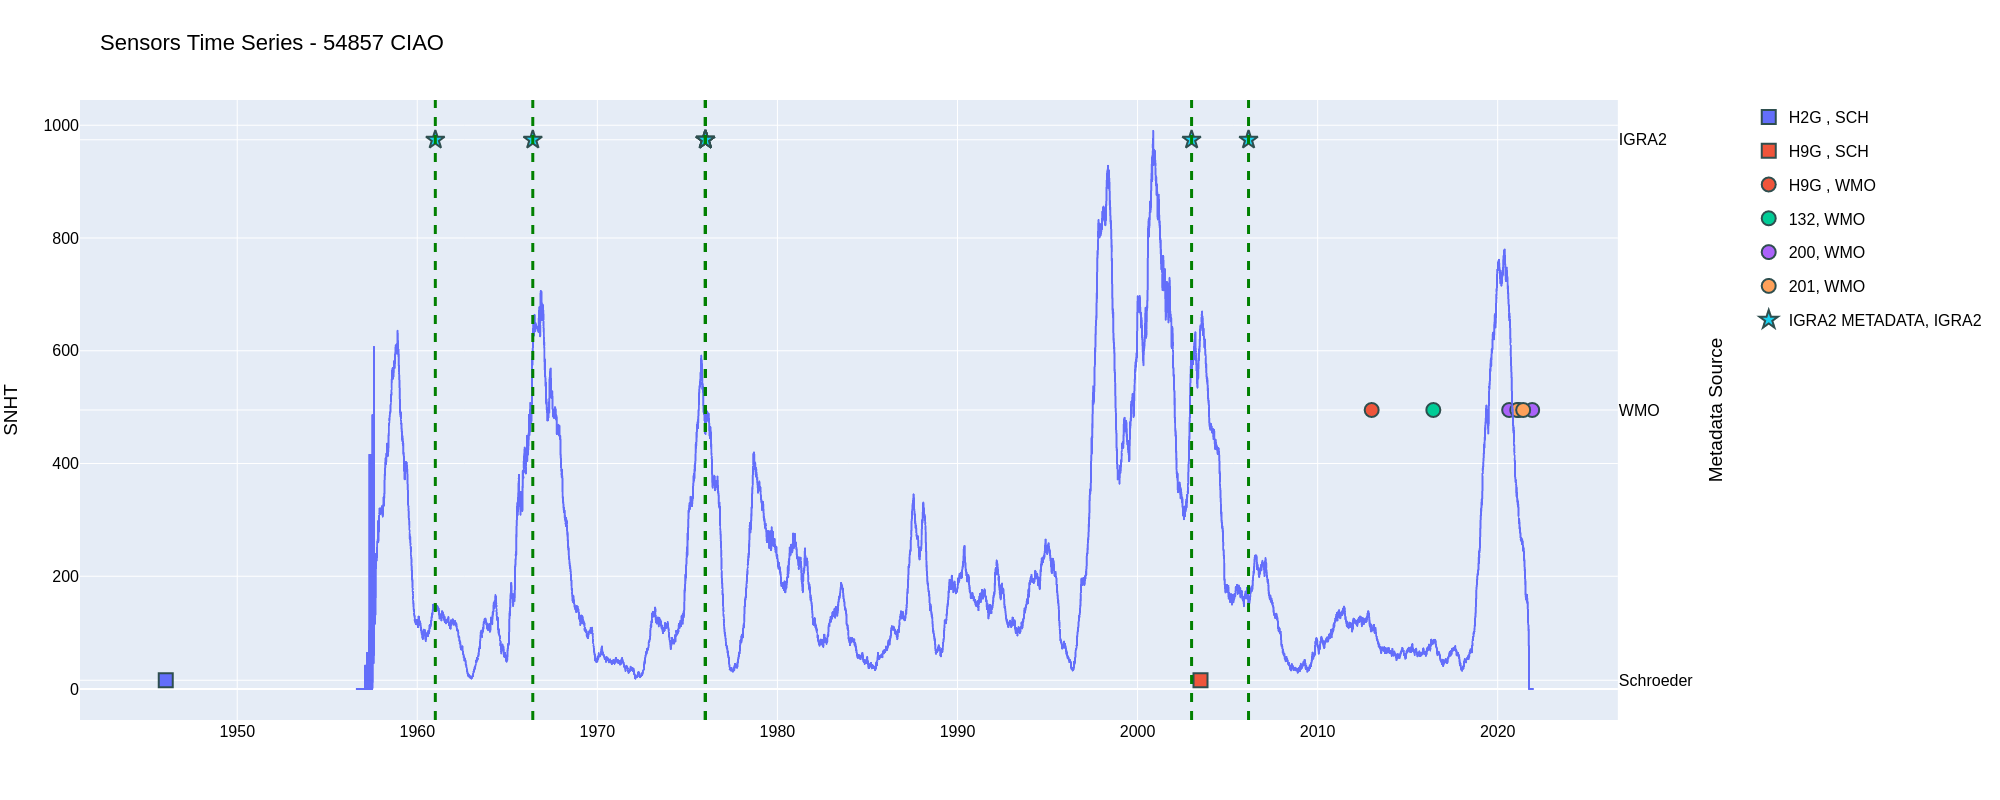 Sensors Time Series - 54857 CIAO
1000
800
600
400
200
0
SNHT
1950
1960
1970
1980
1990
2000
2010
2020
IGRA2
WMO
Schroeder
Metadata Source
H2G , SCH
H9G , SCH
H9G , WMO
132, WMO
200, WMO
201, WMO
IGRA2 METADATA, IGRA2